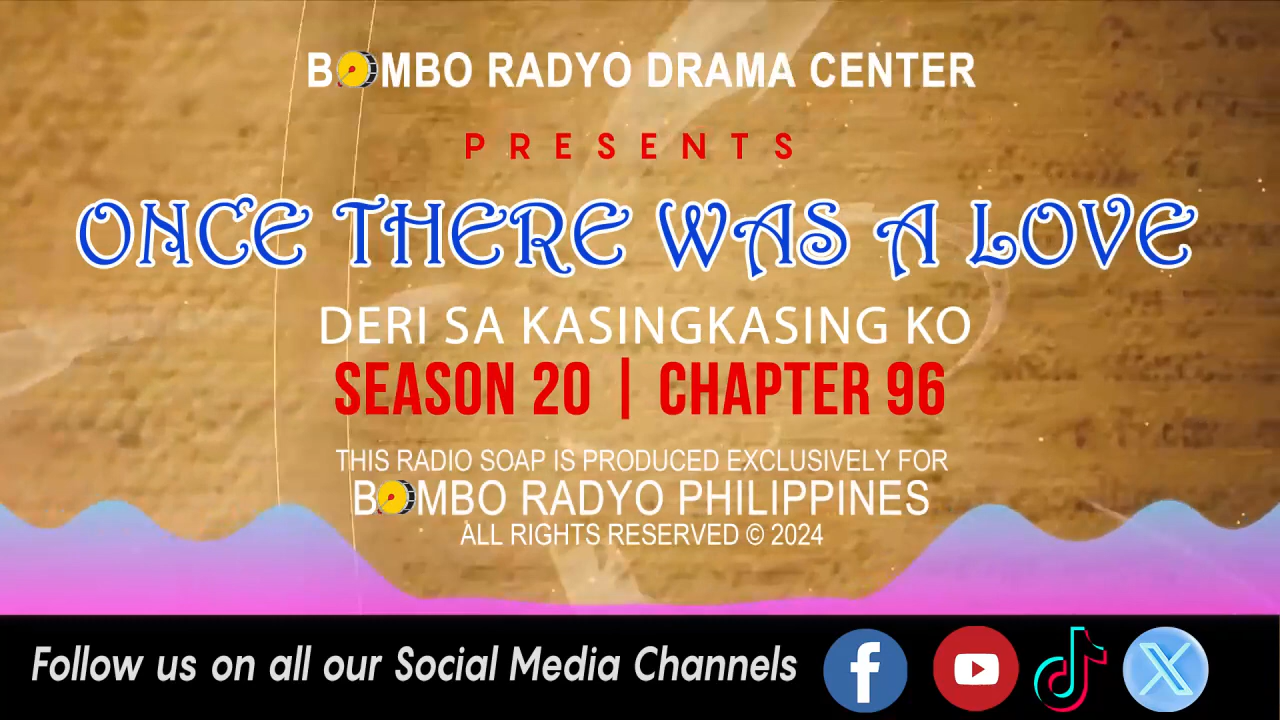 BOMBO RADYO DRAMA CENTER
PRESENTS
ONCE THERE WAS A LOVE
DERI SA KASINGKASING KO
SEASON 20 | CHAPTER 96
THIS RADIO SOAP IS PRODUCED EXCLUSIVELY FOR
BOMBO RADYO PHILIPPINES
ALL RIGHTS RESERVED © 2024
Follow us on all our Social Media Channels